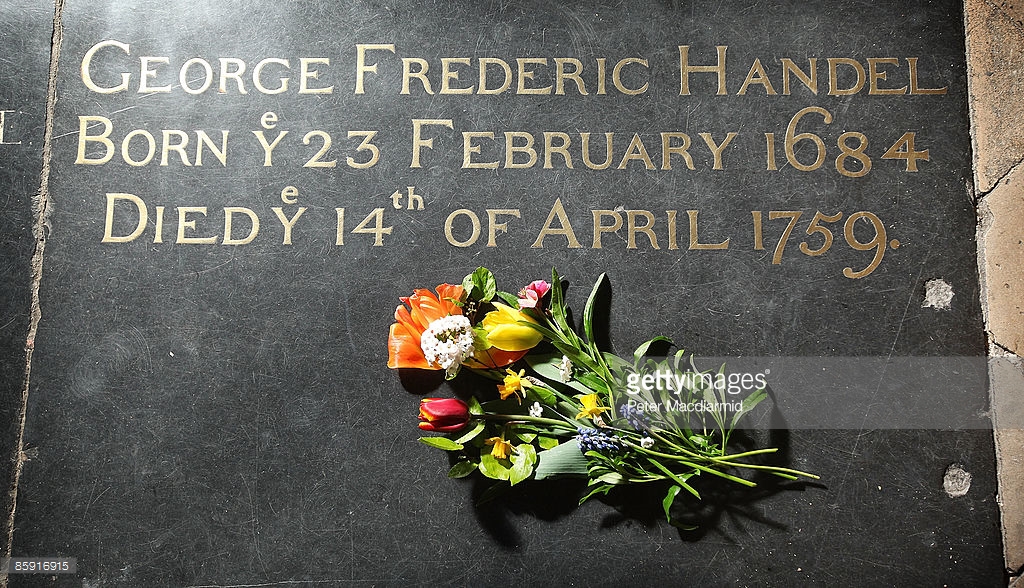 GEORGE FREDERIC HANDEL
BORN Yᵉ 23 FEBRUARY 1684
DIED Yᵉ 14ᵗʰ OF APRIL 1759.
gettyimages®
Peter Macdiarmid
85916915